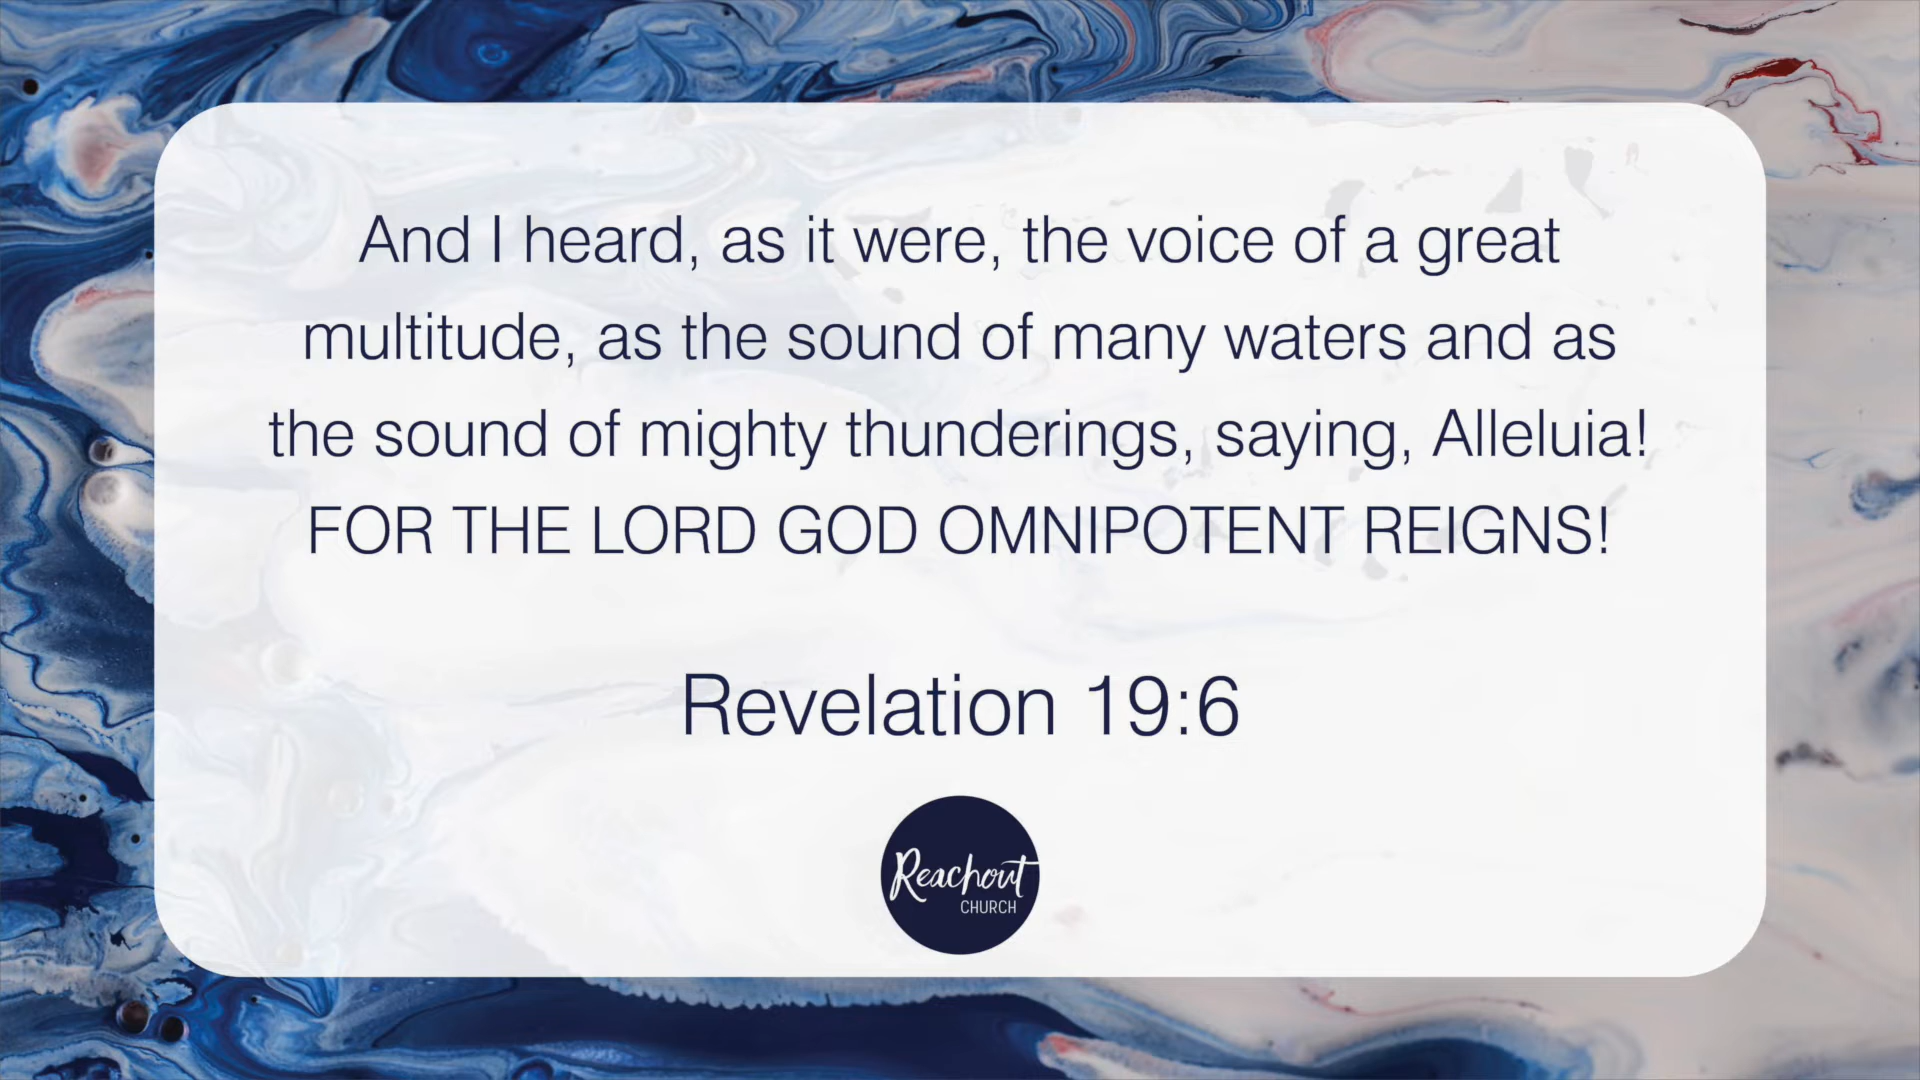 And I heard, as it were, the voice of a great
multitude, as the sound of many waters and as
the sound of mighty thunderings, saying, Alleluia!
FOR THE LORD GOD OMNIPOTENT REIGNS!
Revelation 19:6
Reachout
CHURCH